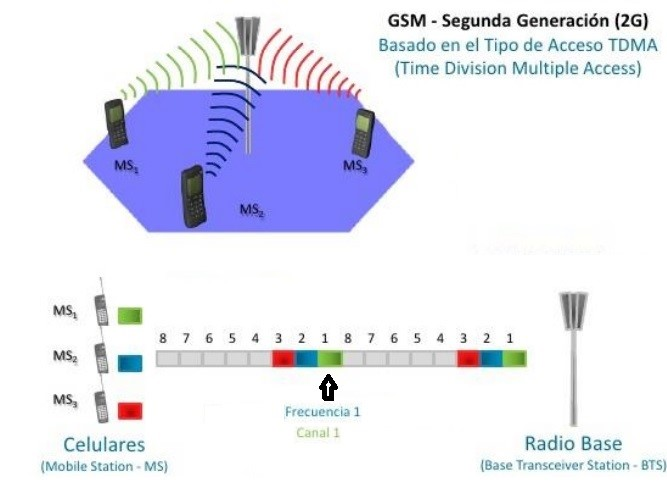 GSM - Segunda Generación (2G)
Basado en el Tipo de Acceso TDMA
(Time Division Multiple Access)
MS1
MS2
MS3
MS1
MS2
MS3
8 7 6 5 4 3 2 1 8 7 6 5 4 3 2 1
Frecuencia 1
Canal 1
Celulares
(Mobile Station - MS)
Radio Base
(Base Transceiver Station - BTS)